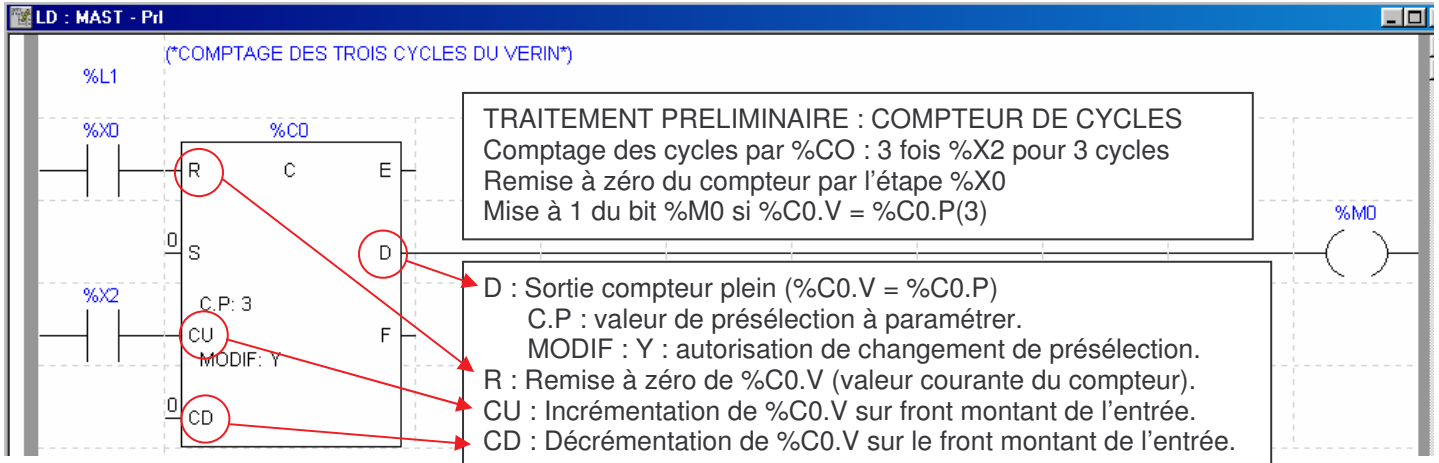 LD : MAST - Prl
(*COMPTAGE DES TROIS CYCLES DU VERIN*)
%L1
%X0
%C0
R
C
E
TRAITEMENT PRELIMINAIRE : COMPTEUR DE CYCLES
Comptage des cycles par %CO : 3 fois %X2 pour 3 cycles
Remise à zéro du compteur par l'étape %X0
Mise à 1 du bit %M0 si %C0.V = %C0.P(3)
%M0
0
S
D
%X2
C.P: 3
CU
F
MODIF: Y
0
CD
D : Sortie compteur plein (%C0.V = %C0.P)
C.P : valeur de présélection à paramétrer.
MODIF : Y : autorisation de changement de présélection.
R : Remise à zéro de %C0.V (valeur courante du compteur).
CU : Incrémentation de %C0.V sur front montant de l'entrée.
CD : Décrémentation de %C0.V sur le front montant de l'entrée.